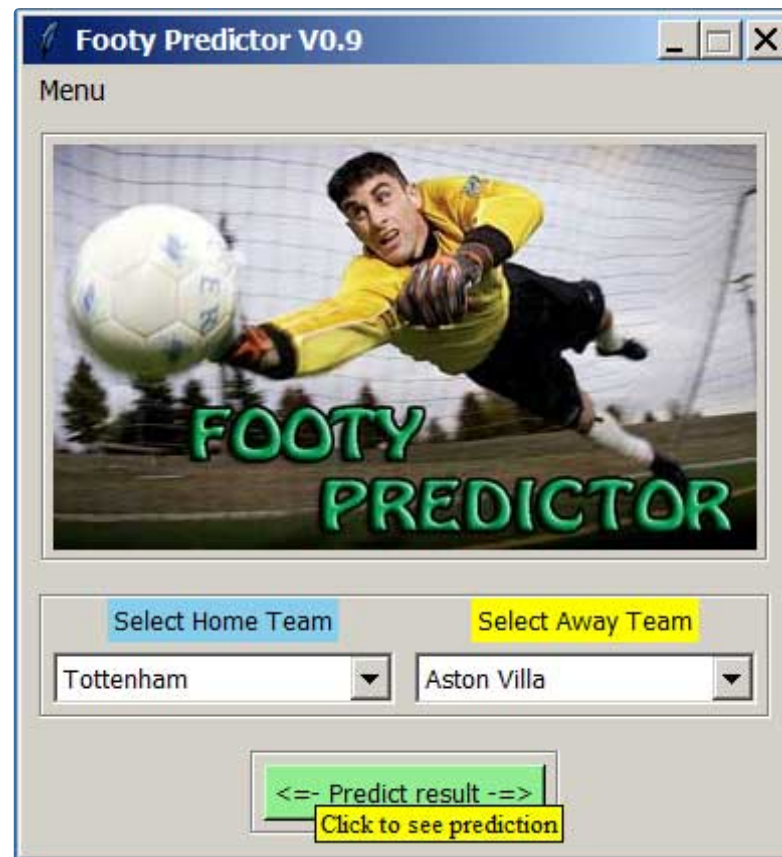 Footy Predictor V0.9
Menu
FOOTY
PREDICTOR
Select Home Team
Select Away Team
Tottenham
Aston Villa
<=- Predict result -=>
Click to see prediction